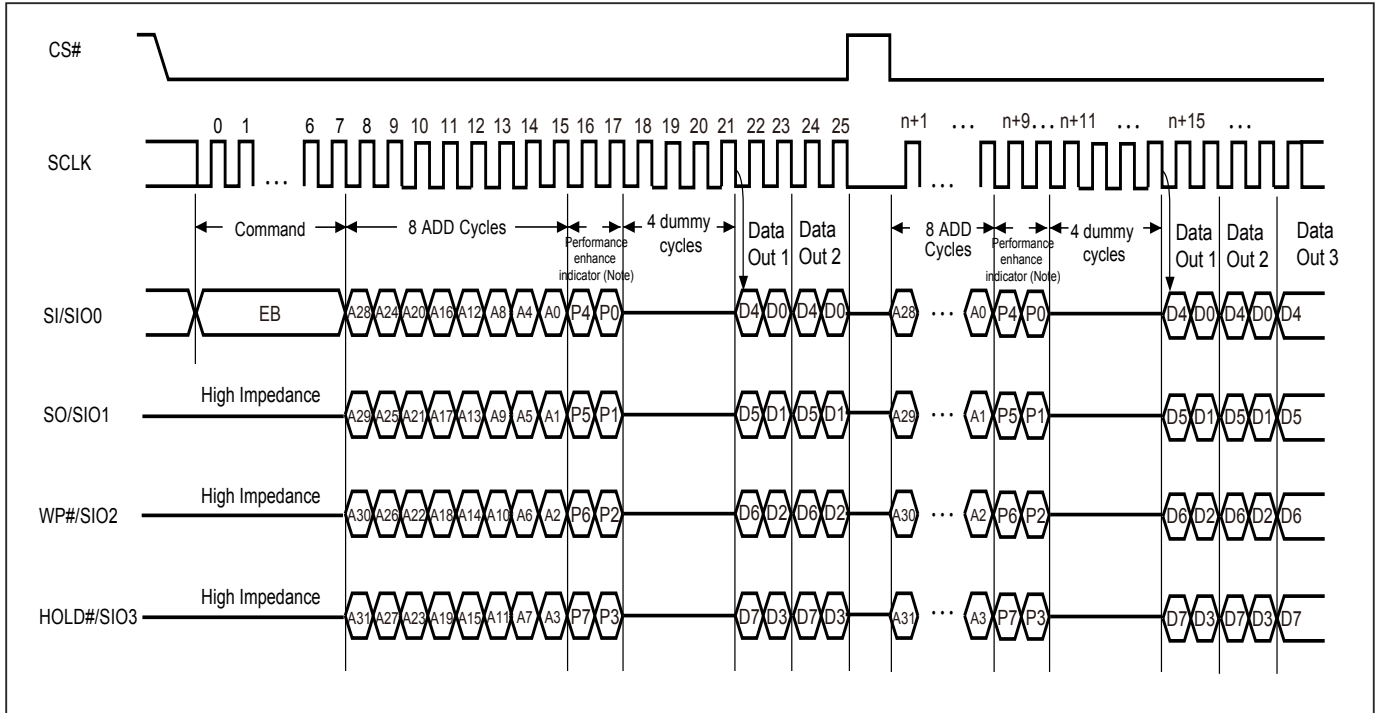 CS#
0 1 6 7 8 9 10 11 12 13 14 15 16 17 18 19 20 21 22 23 24 25 n+1 ... n+9... n+11 ... n+15 ...
SCLK
... ...
Command 8 ADD Cycles Performance enhance indicator (Note) 4 dummy cycles Data Out 1 Data Out 2 8 ADD Cycles Performance enhance indicator (Note) 4 dummy cycles Data Out 1 Data Out 2 Data Out 3
SI/SIO0 EB A28 A24 A20 A16 A12 A8 A4 A0 P4 P0 D4 D0 D4 D0 A28 ... A0 P4 P0 D4 D0 D4 D0 D4
High Impedance
SO/SIO1 A29 A25 A21 A17 A13 A9 A5 A1 P5 P1 D5 D1 D5 D1 A29 ... A1 P5 P1 D5 D1 D5 D1 D5
High Impedance
WP#/SIO2 A30 A26 A22 A18 A14 A10 A6 A2 P6 P2 D6 D2 D6 D2 A30 ... A2 P6 P2 D6 D2 D6 D2 D6
High Impedance
HOLD#/SIO3 A31 A27 A23 A19 A15 A11 A7 A3 P7 P3 D7 D3 D7 D3 A31 ... A3 P7 P3 D7 D3 D7 D3 D7